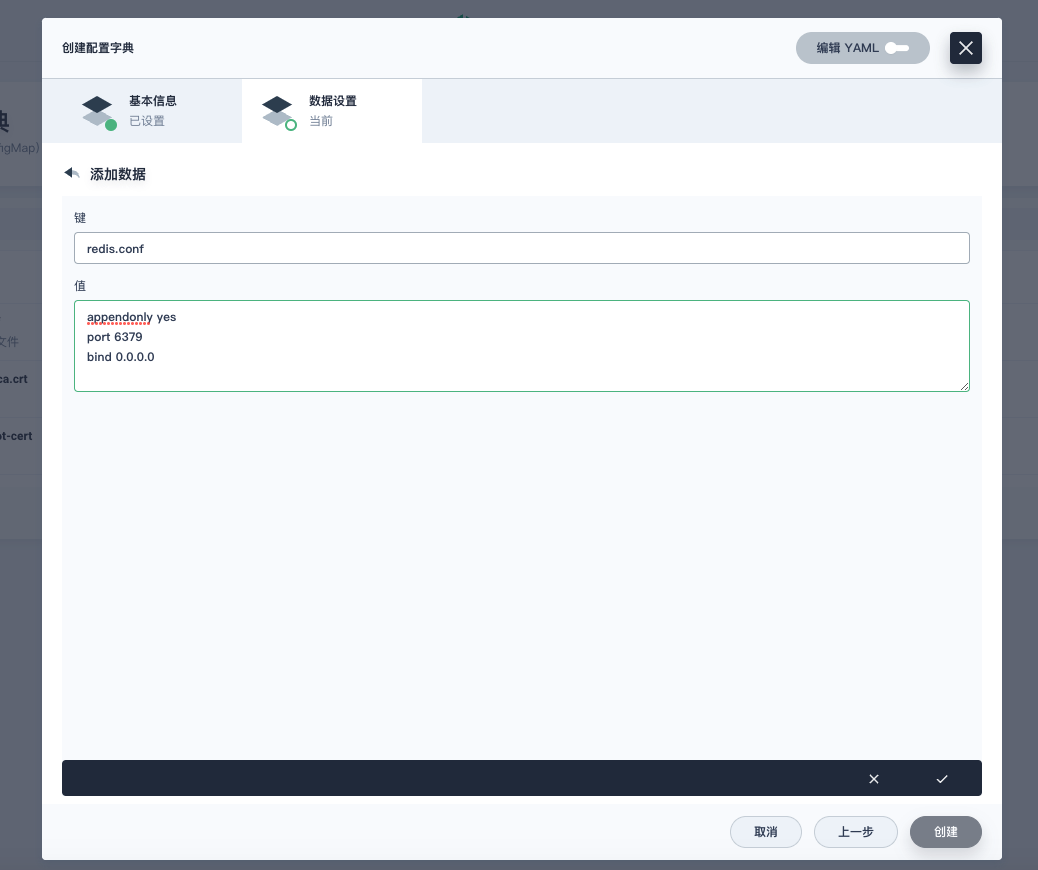 创建配置字典
编辑 YAML
基本信息
已设置
数据设置
当前
添加数据
键
redis.conf
值
appendonly yes
port 6379
bind 0.0.0.0
取消
上一步
创建
典
figMap)
文件
ca.crt
ot-cert